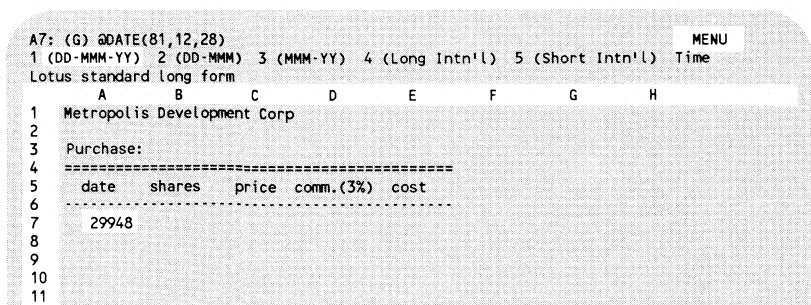 A7: (G) @DATE(81,12,28) MENU
1 (DD-MMM-YY) 2 (DD-MMM) 3 (MMM-YY) 4 (Long Intn'l) 5 (Short Intn'l) Time
Lotus standard long form
A B C D E F G H
1 Metropolis Development Corp
2
3 Purchase:
4 ============================================
5 date shares price comm.(3%) cost
6 --------------------------------------------
7 29948
8
9
10
11